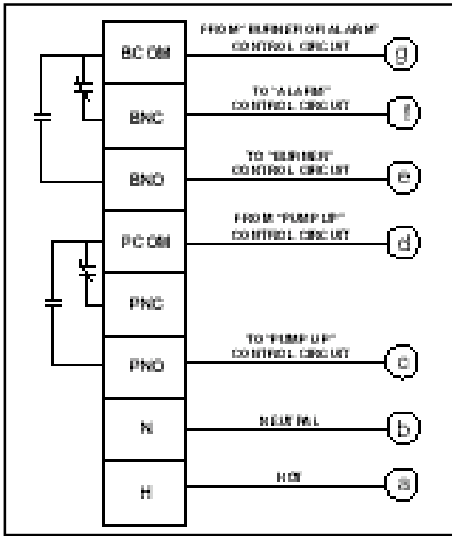 BCOM
FROM "BURNER OR ALARM"
CONTROL CIRCUIT
g
BNC
TO "ALARM"
CONTROL CIRCUIT
f
BNO
TO "BURNER"
CONTROL CIRCUIT
e
PCOM
FROM "PUMP UP"
CONTROL CIRCUIT
d
PNC
PNO
TO "PUMP UP"
CONTROL CIRCUIT
c
N
NEUTRAL
b
H
HOT
a